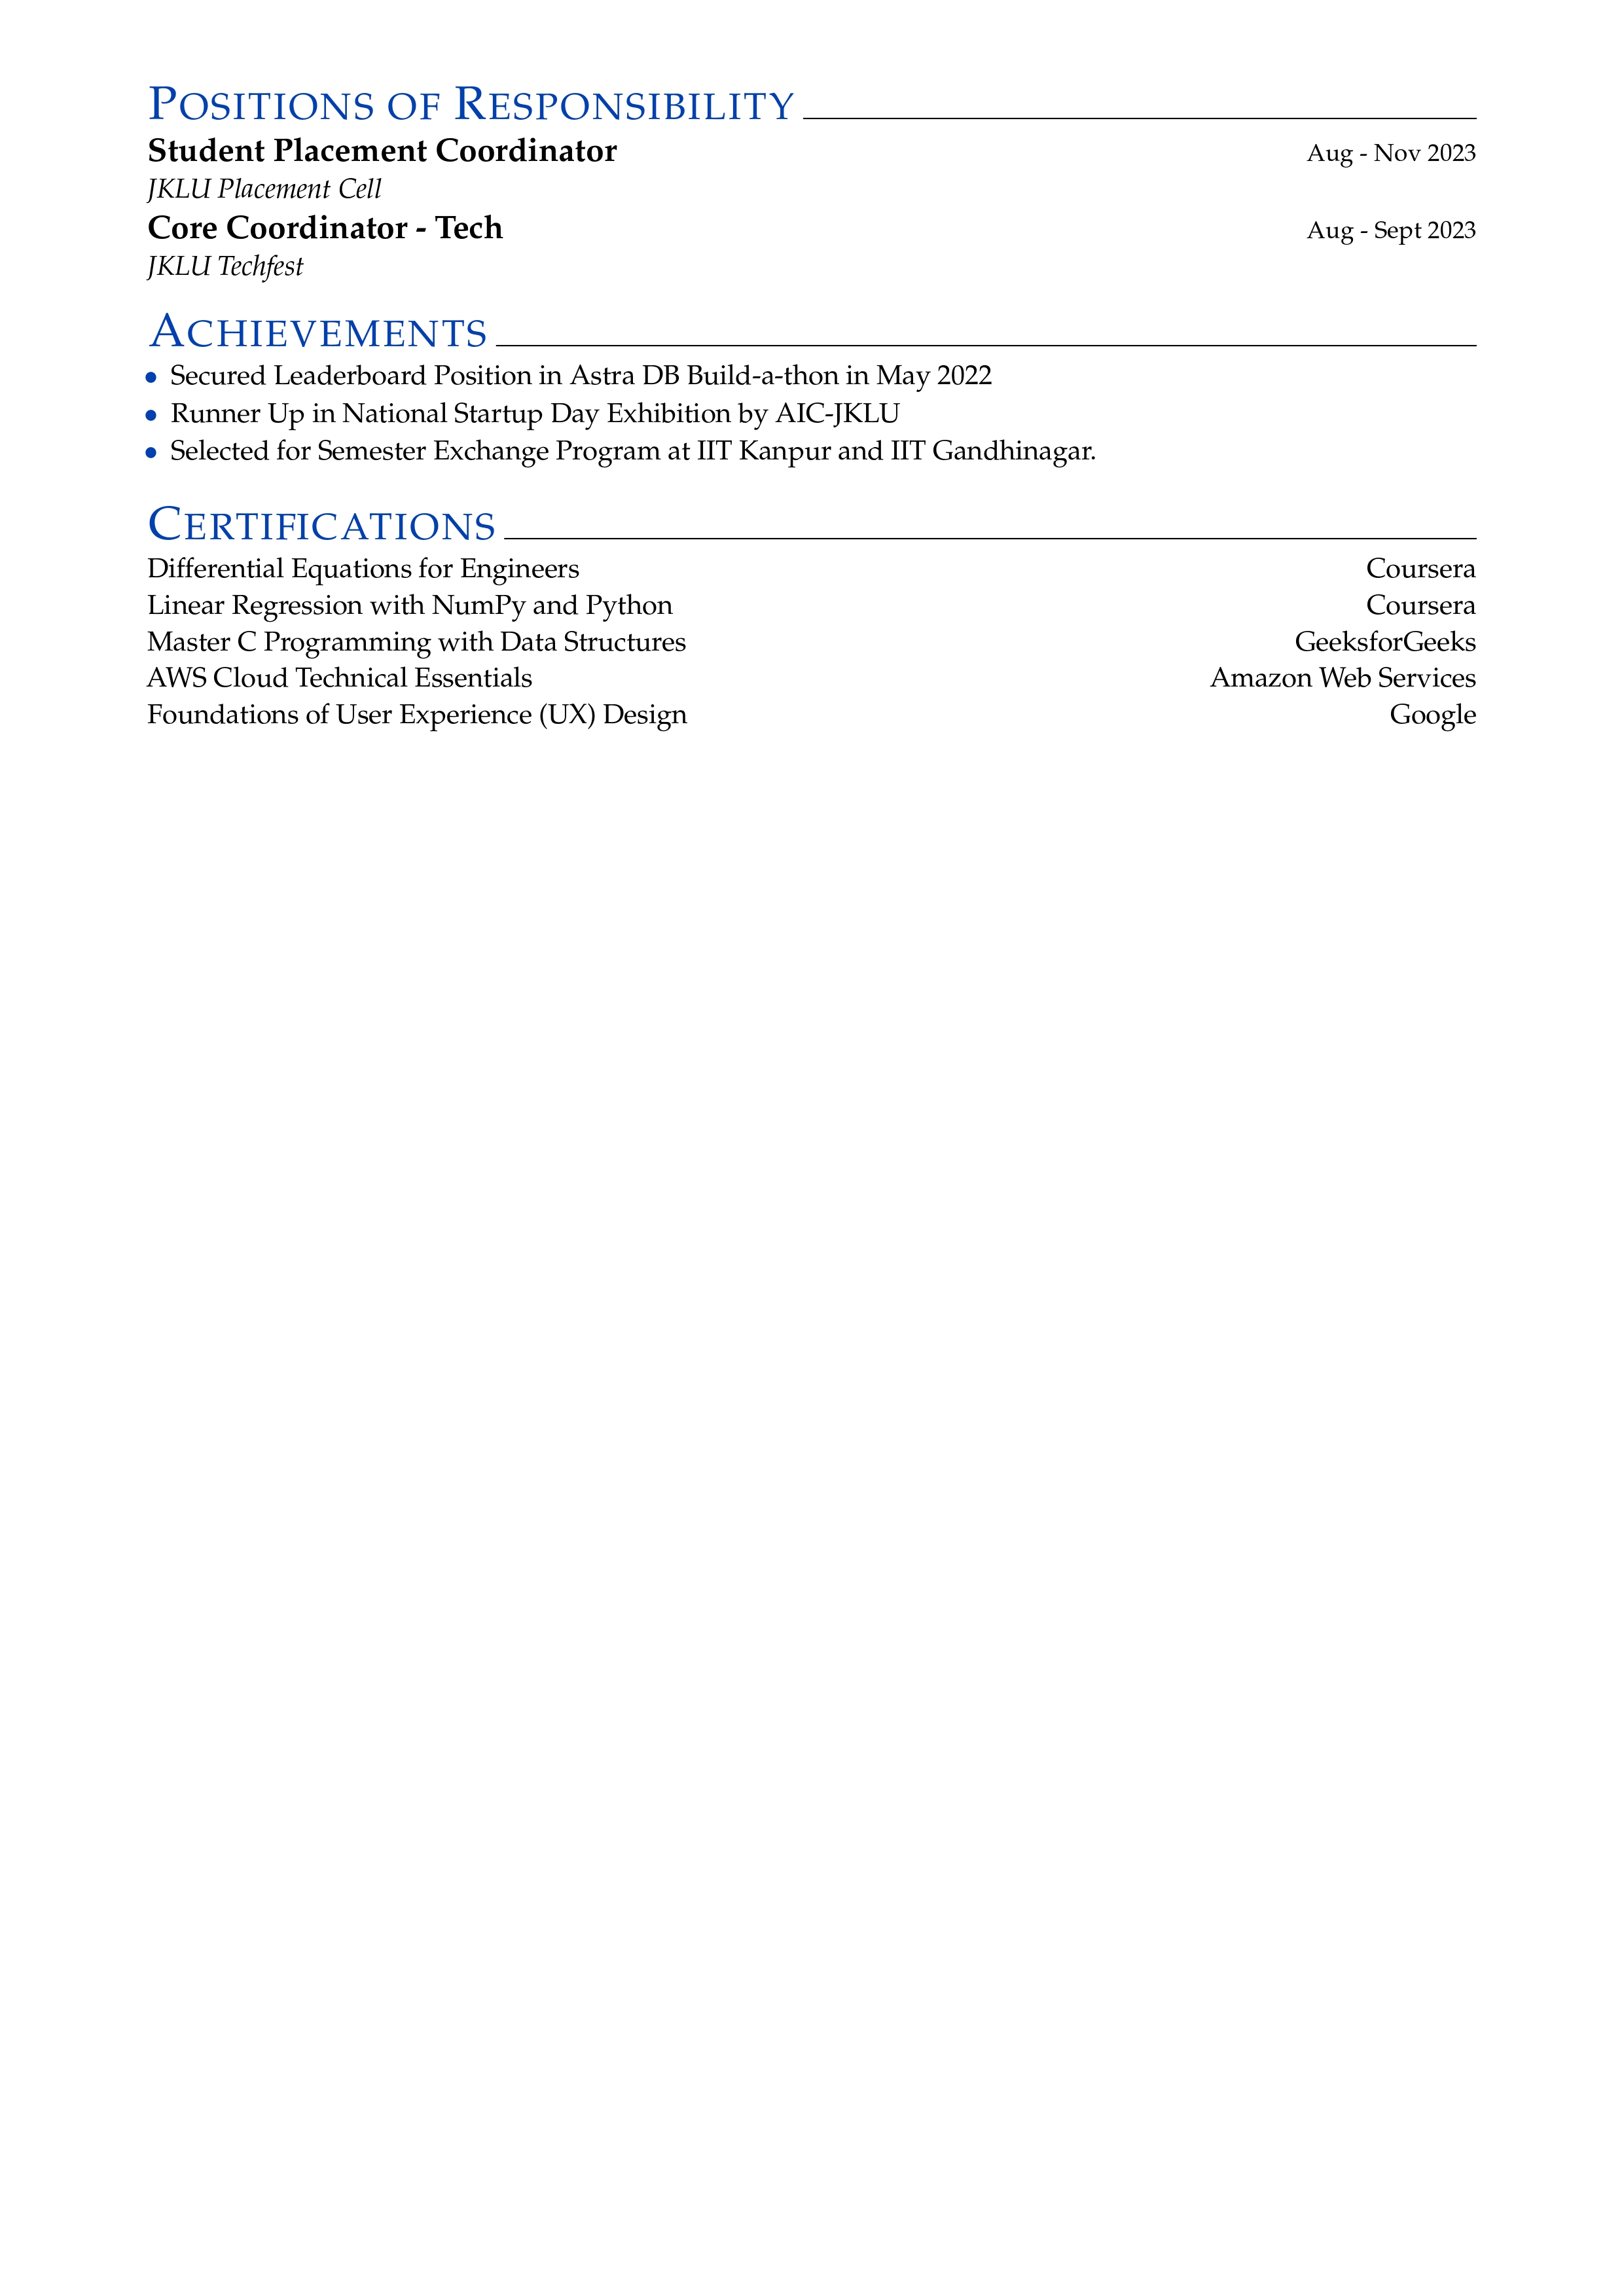 Positions of Responsibility
Student Placement Coordinator Aug - Nov 2023
JKLU Placement Cell
Core Coordinator - Tech Aug - Sept 2023
JKLU Techfest
Achievements
• Secured Leaderboard Position in Astra DB Build-a-thon in May 2022
• Runner Up in National Startup Day Exhibition by AIC-JKLU
• Selected for Semester Exchange Program at IIT Kanpur and IIT Gandhinagar.
Certifications
Differential Equations for Engineers Coursera
Linear Regression with NumPy and Python Coursera
Master C Programming with Data Structures GeeksforGeeks
AWS Cloud Technical Essentials Amazon Web Services
Foundations of User Experience (UX) Design Google